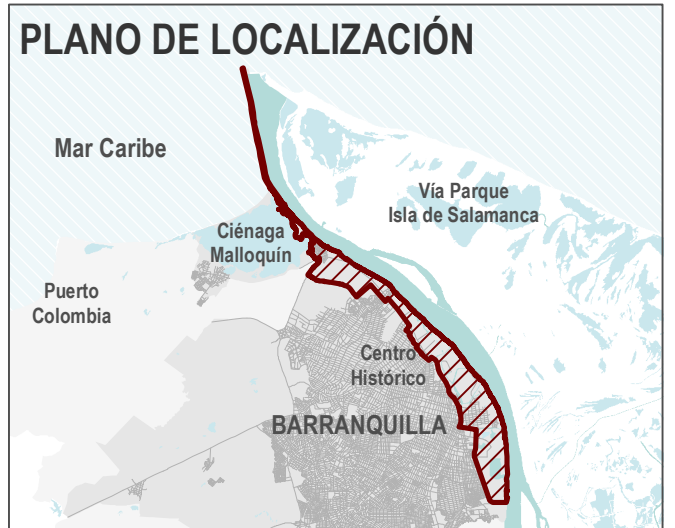 PLANO DE LOCALIZACIÓN
Mar Caribe
Vía Parque
Isla de Salamanca
Ciénaga
Malloquín
Puerto
Colombia
Centro
Histórico
BARRANQUILLA